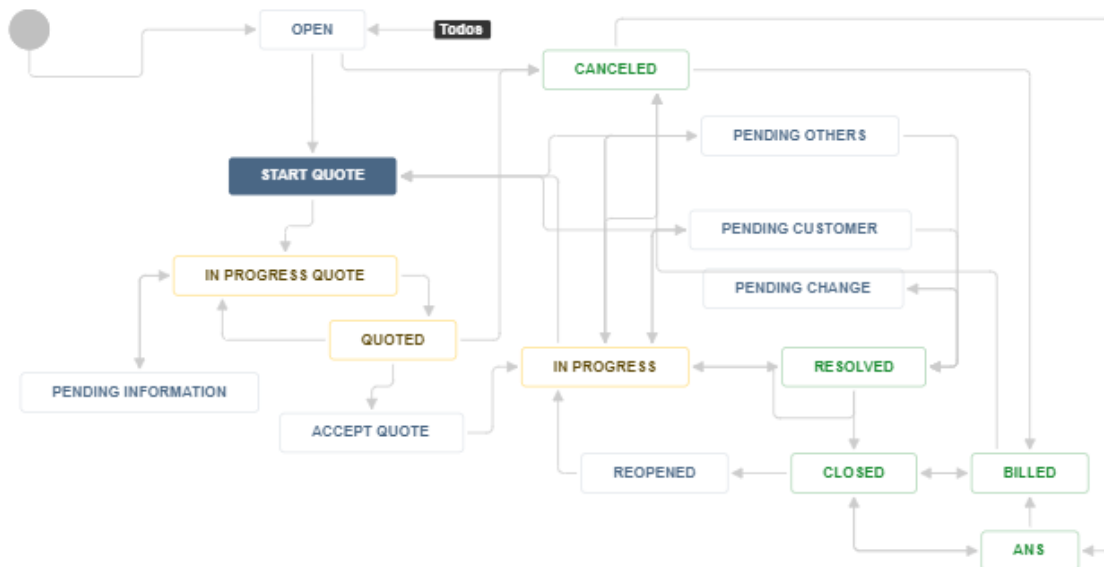 OPEN
Todos
CANCELED
PENDING OTHERS
START QUOTE
PENDING CUSTOMER
IN PROGRESS QUOTE
PENDING CHANGE
QUOTED
IN PROGRESS
RESOLVED
PENDING INFORMATION
ACCEPT QUOTE
REOPENED
CLOSED
BILLED
ANS